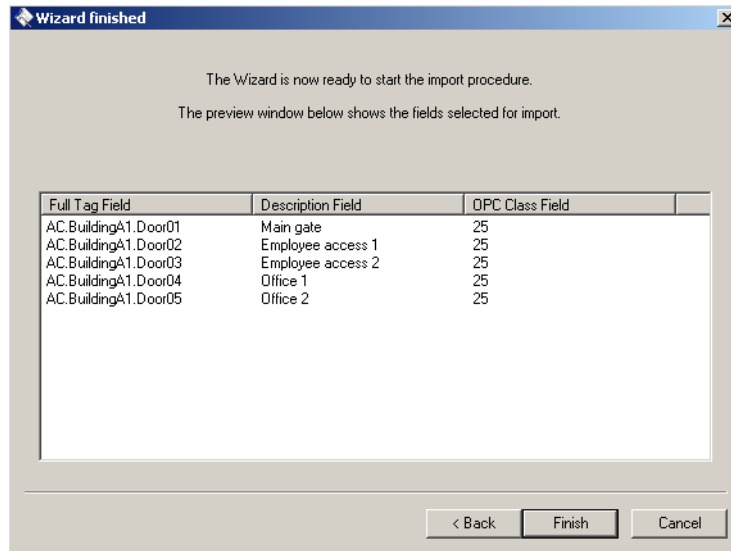 Wizard finished
The Wizard is now ready to start the import procedure.
The preview window below shows the fields selected for import.
Full Tag Field Description Field OPC Class Field
AC.BuildingA1.Door01 Main gate 25
AC.BuildingA1.Door02 Employee access 1 25
AC.BuildingA1.Door03 Employee access 2 25
AC.BuildingA1.Door04 Office 1 25
AC.BuildingA1.Door05 Office 2 25
< Back Finish Cancel